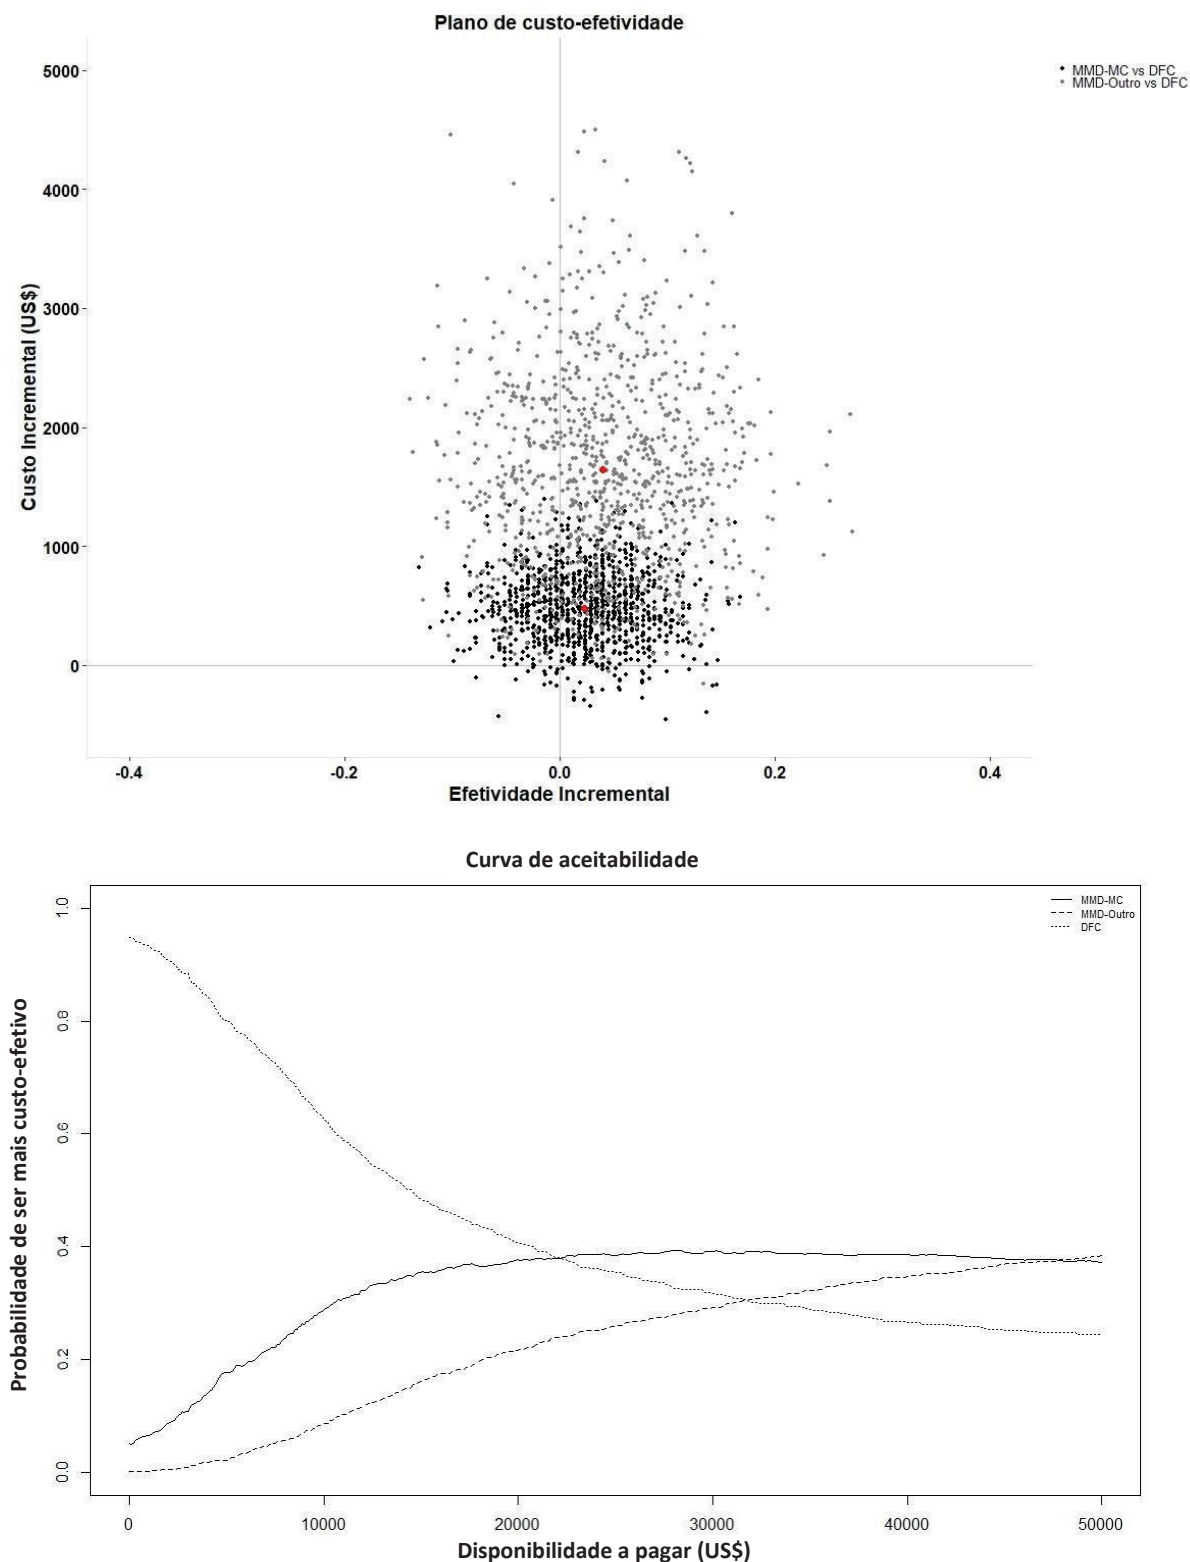 Plano de custo-efetividade
MMD-MC vs DFC
MMD-Outro vs DFC
5000
4000
3000
2000
1000
0
Custo Incremental (US$)
-0.4
-0.2
0.0
0.2
0.4
Efetividade Incremental
Curva de aceitabilidade
MMD-MC
MMD-Outro
DFC
1.0
0.8
0.6
0.4
0.2
0.0
Probabilidade de ser mais custo-efetivo
0
10000
20000
30000
40000
50000
Disponibilidade a pagar (US$)